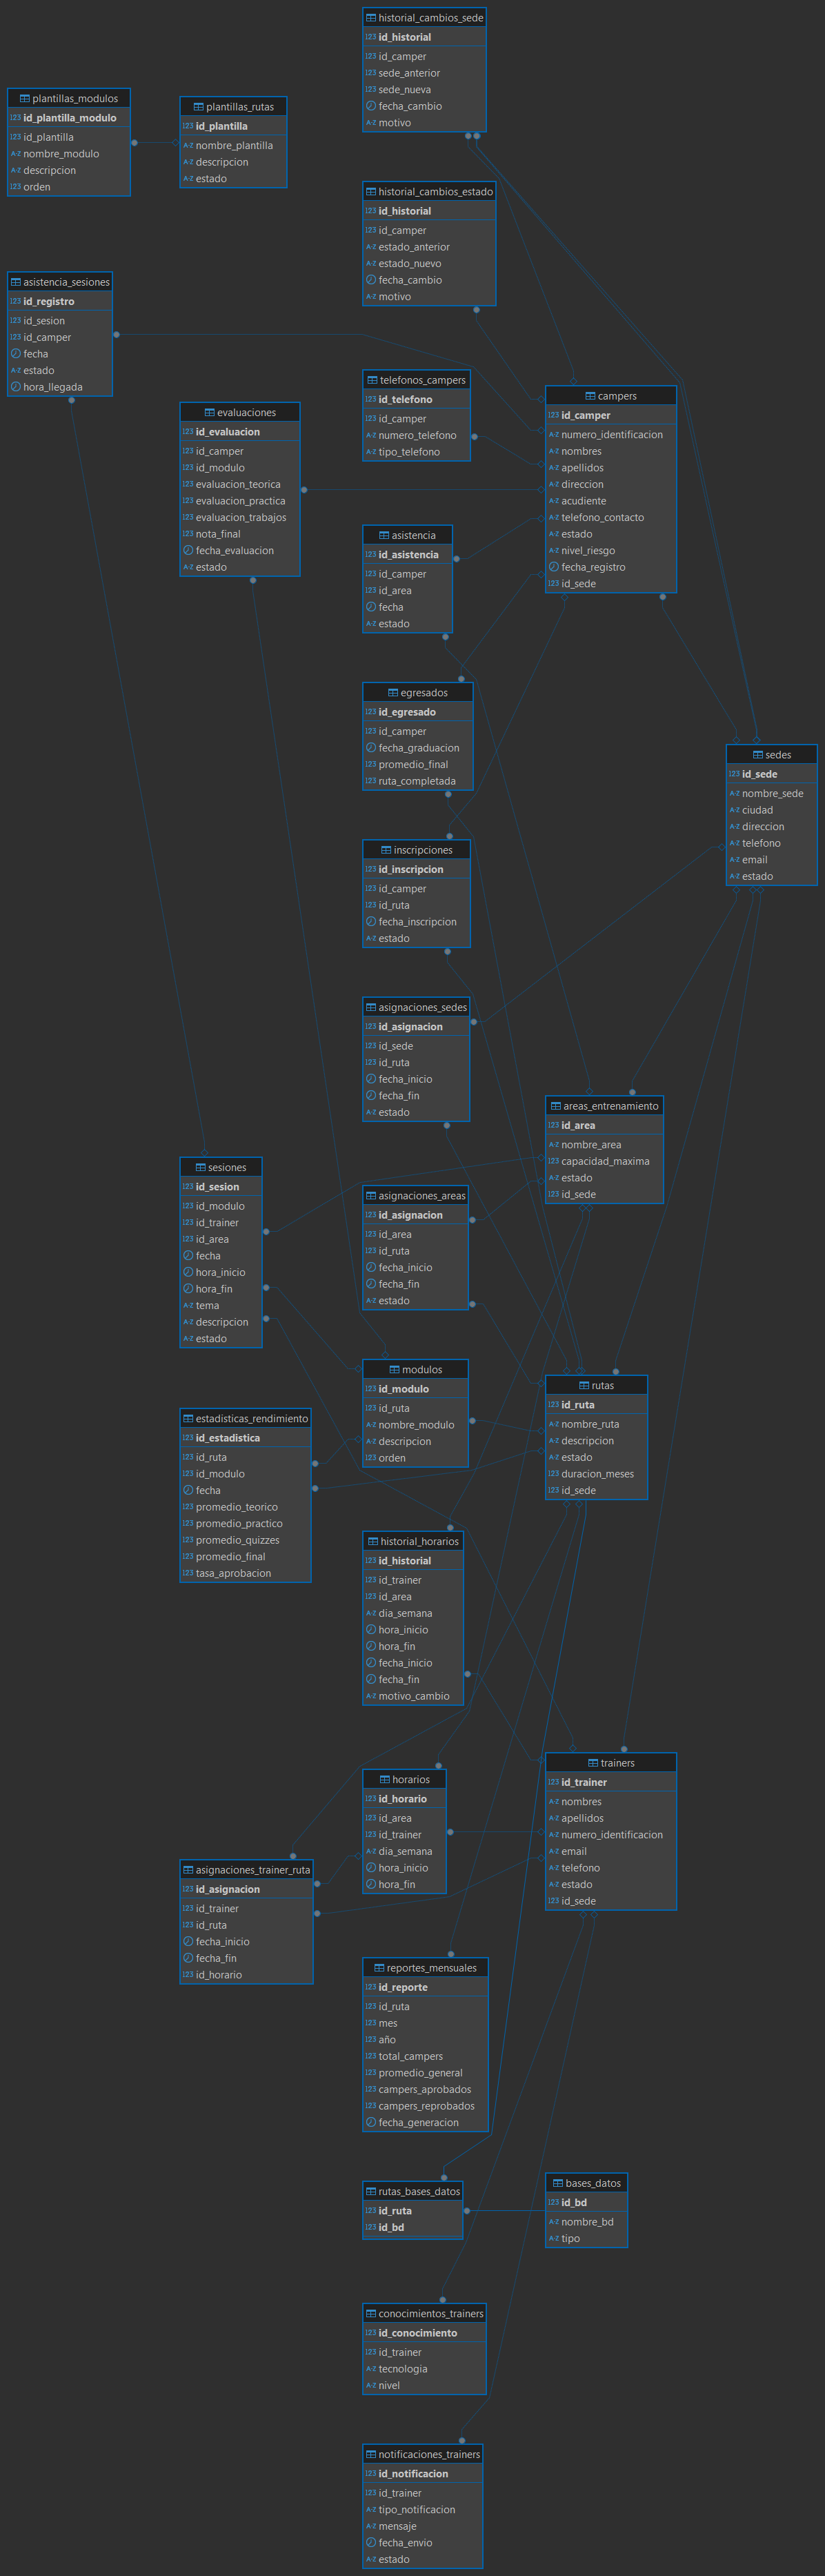 historial_cambios_sede
123 id_historial
123 id_camper
123 sede_anterior
123 sede_nueva
fecha_cambio
A-Z motivo
plantillas_modulos
123 id_plantilla_modulo
123 id_plantilla
A-Z nombre_modulo
A-Z descripcion
123 orden
plantillas_rutas
123 id_plantilla
A-Z nombre_plantilla
A-Z descripcion
A-Z estado
historial_cambios_estado
123 id_historial
123 id_camper
A-Z estado_anterior
A-Z estado_nuevo
fecha_cambio
A-Z motivo
asistencia_sesiones
123 id_registro
123 id_sesion
123 id_camper
fecha
A-Z estado
hora_llegada
telefonos_campers
123 id_telefono
123 id_camper
A-Z numero_telefono
A-Z tipo_telefono
campers
123 id_camper
A-Z numero_identificacion
A-Z nombres
A-Z apellidos
A-Z direccion
A-Z acudiente
A-Z telefono_contacto
A-Z estado
A-Z nivel_riesgo
fecha_registro
123 id_sede
evaluaciones
123 id_evaluacion
123 id_camper
123 id_modulo
123 evaluacion_teorica
123 evaluacion_practica
123 evaluacion_trabajos
123 nota_final
fecha_evaluacion
A-Z estado
asistencia
123 id_asistencia
123 id_camper
123 id_area
fecha
A-Z estado
egresados
123 id_egresado
123 id_camper
fecha_graduacion
123 promedio_final
123 ruta_completada
sedes
123 id_sede
A-Z nombre_sede
A-Z ciudad
A-Z direccion
A-Z telefono
A-Z email
A-Z estado
inscripciones
123 id_inscripcion
123 id_camper
123 id_ruta
fecha_inscripcion
A-Z estado
asignaciones_sedes
123 id_asignacion
123 id_sede
123 id_ruta
fecha_inicio
fecha_fin
A-Z estado
areas_entrenamiento
123 id_area
A-Z nombre_area
123 capacidad_maxima
A-Z estado
123 id_sede
sesiones
123 id_sesion
123 id_modulo
123 id_trainer
123 id_area
fecha
hora_inicio
hora_fin
A-Z tema
A-Z descripcion
A-Z estado
asignaciones_areas
123 id_asignacion
123 id_area
123 id_ruta
fecha_inicio
fecha_fin
A-Z estado
modulos
123 id_modulo
123 id_ruta
A-Z nombre_modulo
A-Z descripcion
123 orden
rutas
123 id_ruta
A-Z nombre_ruta
A-Z descripcion
A-Z estado
123 duracion_meses
123 id_sede
estadisticas_rendimiento
123 id_estadistica
123 id_ruta
123 id_modulo
fecha
123 promedio_teorico
123 promedio_practico
123 promedio_quizzes
123 promedio_final
123 tasa_aprobacion
historial_horarios
123 id_historial
123 id_trainer
123 id_area
A-Z dia_semana
hora_inicio
hora_fin
fecha_inicio
fecha_fin
A-Z motivo_cambio
trainers
123 id_trainer
A-Z nombres
A-Z apellidos
A-Z numero_identificacion
A-Z email
A-Z telefono
A-Z estado
123 id_sede
horarios
123 id_horario
123 id_area
123 id_trainer
A-Z dia_semana
hora_inicio
hora_fin
asignaciones_trainer_ruta
123 id_asignacion
123 id_trainer
123 id_ruta
fecha_inicio
fecha_fin
123 id_horario
reportes_mensuales
123 id_reporte
123 id_ruta
123 mes
123 año
123 total_campers
123 promedio_general
123 campers_aprobados
123 campers_reprobados
fecha_generacion
rutas_bases_datos
123 id_ruta
123 id_bd
bases_datos
123 id_bd
A-Z nombre_bd
A-Z tipo
conocimientos_trainers
123 id_conocimiento
123 id_trainer
A-Z tecnologia
A-Z nivel
notificaciones_trainers
123 id_notificacion
123 id_trainer
A-Z tipo_notificacion
A-Z mensaje
fecha_envio
A-Z estado